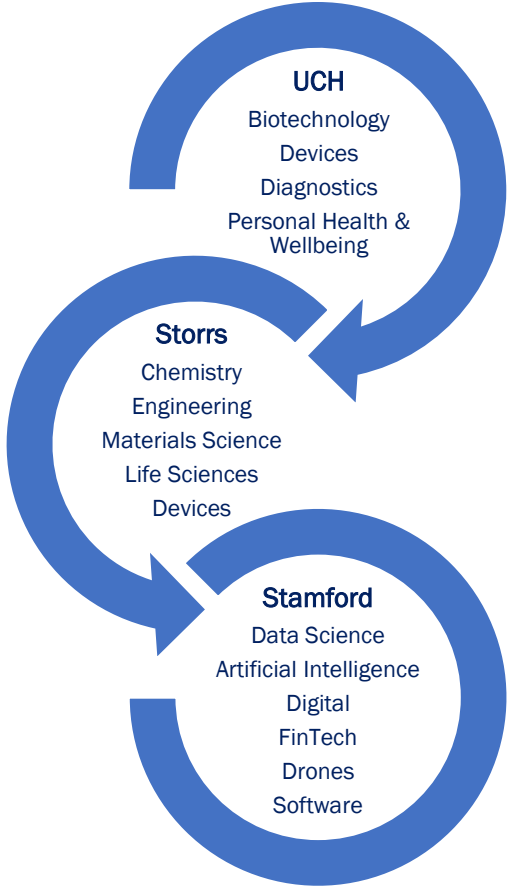 UCH
Biotechnology
Devices
Diagnostics
Personal Health &
Wellbeing
Storrs
Chemistry
Engineering
Materials Science
Life Sciences
Devices
Stamford
Data Science
Artificial Intelligence
Digital
FinTech
Drones
Software